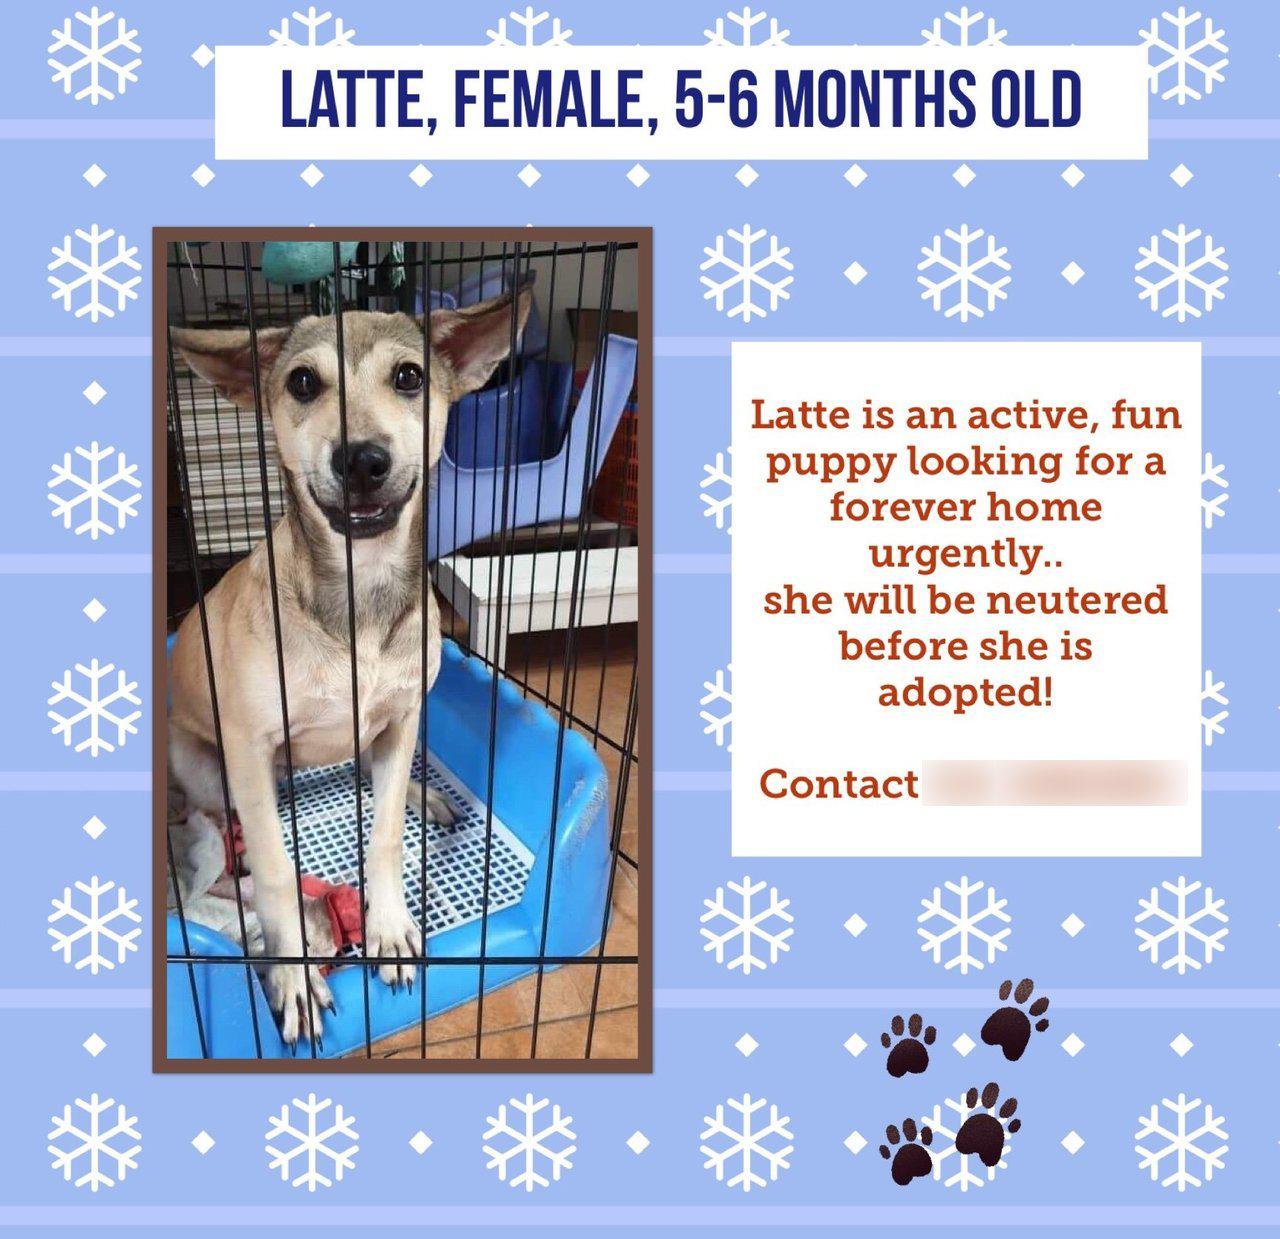 LATTE, FEMALE, 5-6 MONTHS OLD
Latte is an active, fun
puppy looking for a
forever home
urgently..
she will be neutered
before she is
adopted!
Contact